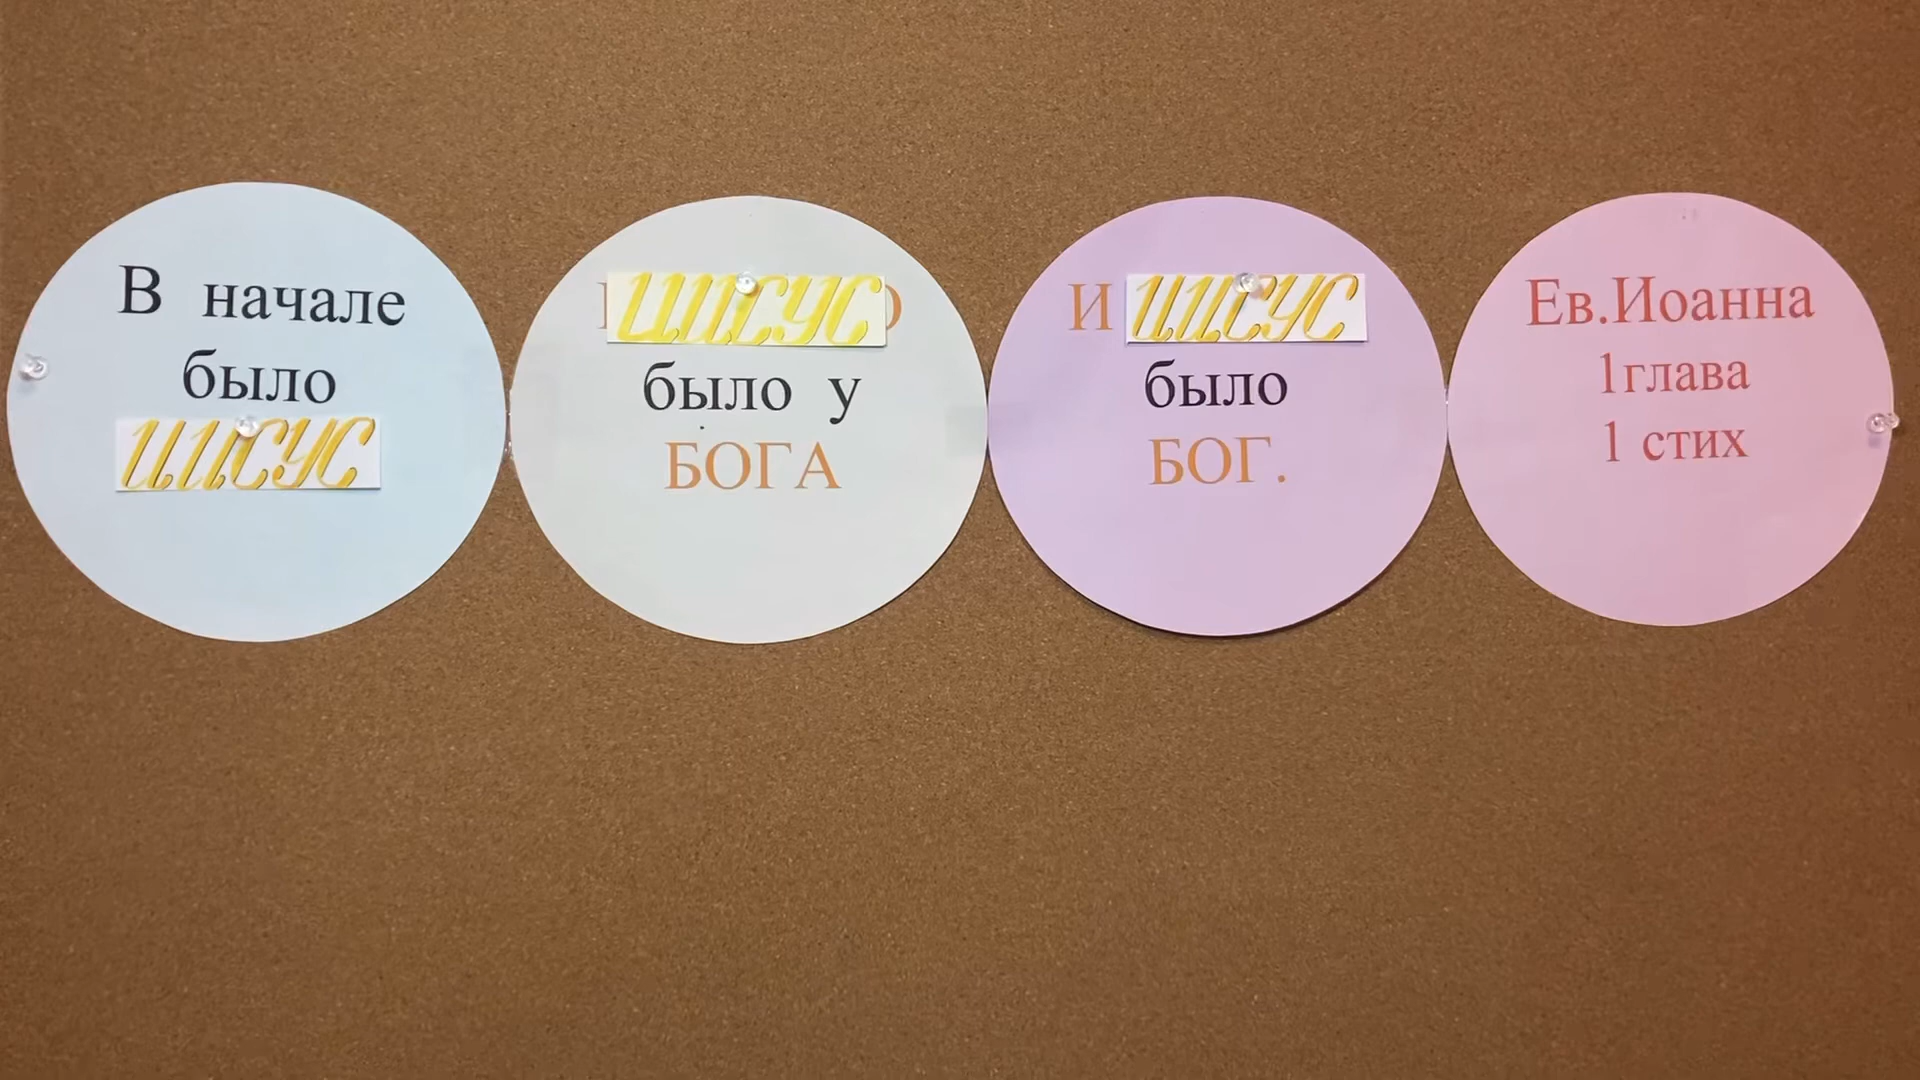 В начале
было
ИИСУС
ИИСУС
было у
БОГА
И ИИСУС
было
БОГ.
Ев.Иоанна
1глава
1 стих